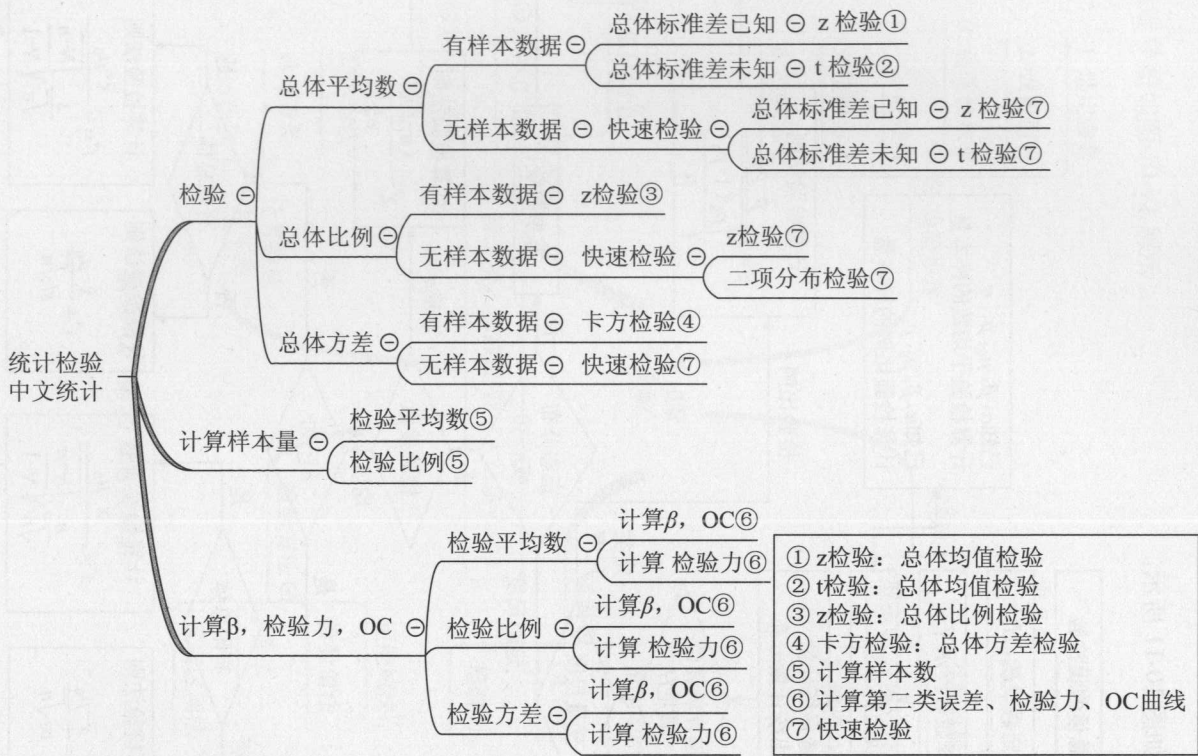 统计检验
中文统计
检验
总体平均数
有样本数据
总体标准差已知 z 检验①
总体标准差未知 t 检验②
无样本数据 快速检验
总体标准差已知 z 检验⑦
总体标准差未知 t 检验⑦
总体比例
有样本数据 z检验③
无样本数据 快速检验
z检验⑦
二项分布检验⑦
总体方差
有样本数据 卡方检验④
无样本数据 快速检验⑦
计算样本量
检验平均数⑤
检验比例⑤
计算β，检验力，OC
检验平均数
计算β，OC⑥
计算 检验力⑥
检验比例
计算β，OC⑥
计算 检验力⑥
检验方差
计算β，OC⑥
计算 检验力⑥
① z检验：总体均值检验
② t检验：总体均值检验
③ z检验：总体比例检验
④ 卡方检验：总体方差检验
⑤ 计算样本数
⑥ 计算第二类误差、检验力、OC曲线
⑦ 快速检验